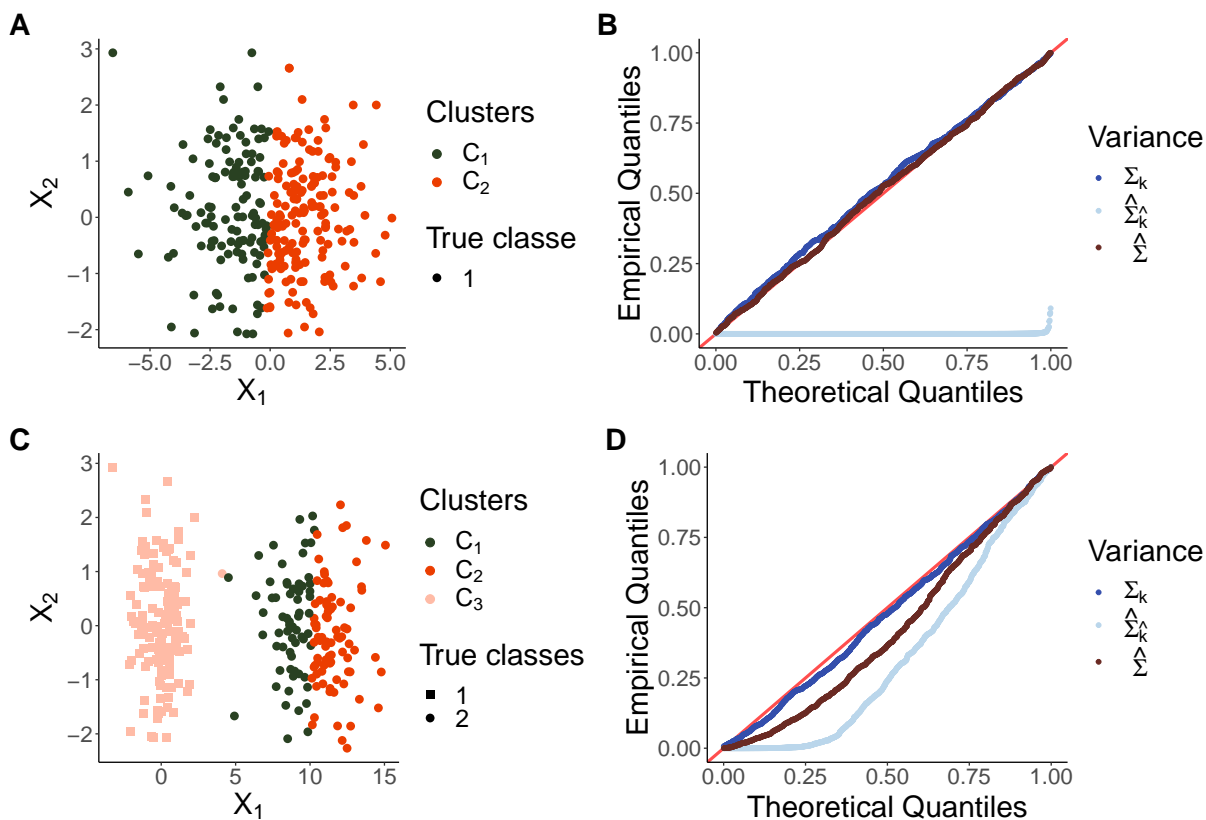 A
X₂
3
2
1
0
−1
−2
−5.0
−2.5
0.0
2.5
5.0
X₁
Clusters
C₁
C₂
True classe
1
B
Empirical Quantiles
1.00
0.75
0.50
0.25
0.00
0.00
0.25
0.50
0.75
1.00
Theoretical Quantiles
Variance
Σₖ
Σ̂ₖ̂
Σ̂
C
X₂
3
2
1
0
−1
−2
0
5
10
15
X₁
Clusters
C₁
C₂
C₃
True classes
1
2
D
Empirical Quantiles
1.00
0.75
0.50
0.25
0.00
0.00
0.25
0.50
0.75
1.00
Theoretical Quantiles
Variance
Σₖ
Σ̂ₖ̂
Σ̂